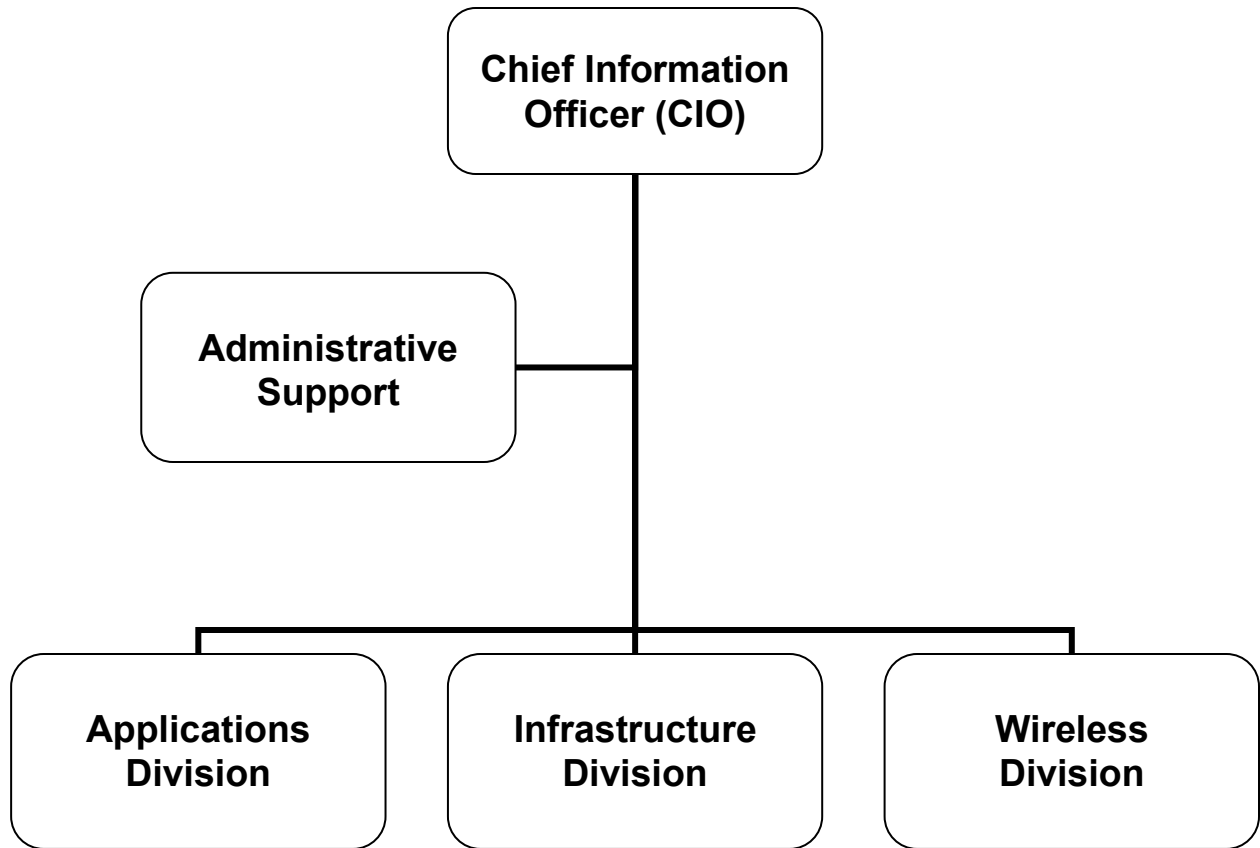 Chief Information
Officer (CIO)
Administrative
Support
Applications
Division
Infrastructure
Division
Wireless
Division